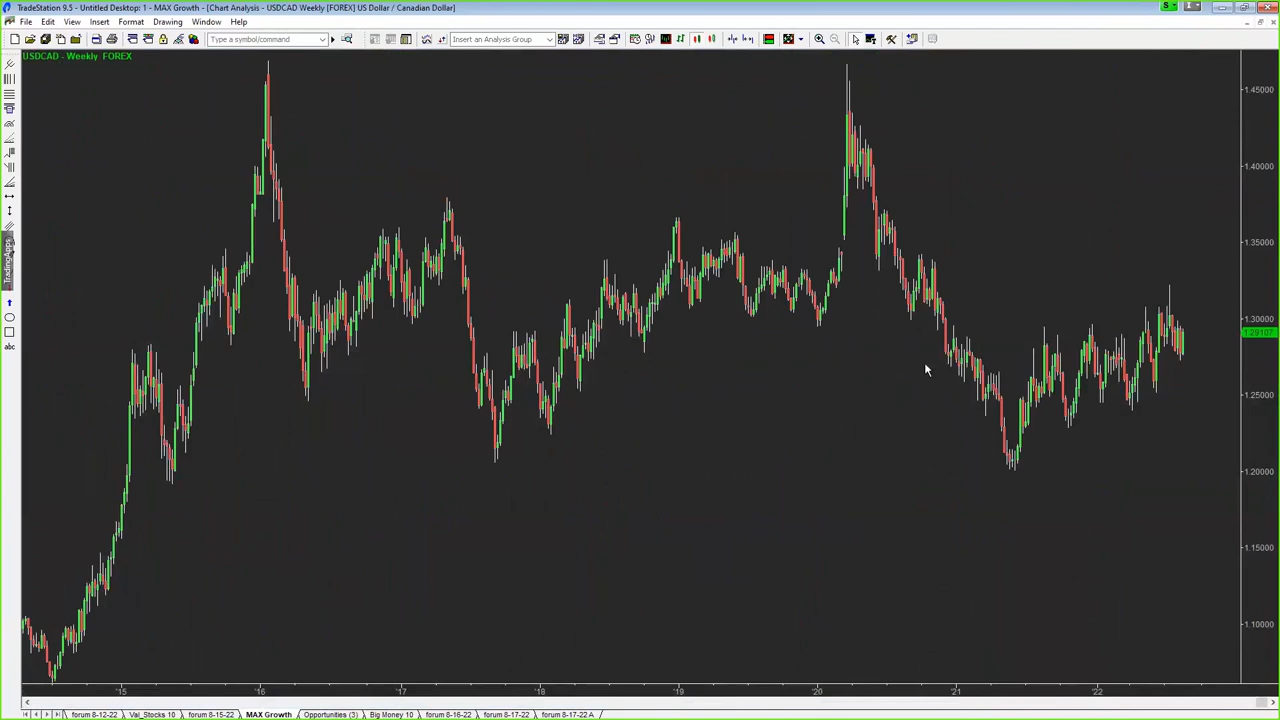 TradeStation 9.5 - Untitled Desktop: 1 - MAX Growth - [Chart Analysis - USDCAD Weekly [FOREX] US Dollar / Canadian Dollar]
File Edit View Insert Format Drawing Window Help
Type a symbol/command Insert an Analysis Group
USDCAD - Weekly FOREX
1.45000
1.40000
1.35000
1.30000
1.29107
1.25000
1.20000
1.15000
1.10000
TradingApps
abc
'15 '16 '17 '18 '19 '20 '21 '22
forum 8-12-22 Val_Stocks 10 forum 8-15-22 MAX Growth Opportunities (3) Big Money 10 forum 8-16-22 forum 8-17-22 forum 8-17-22 A